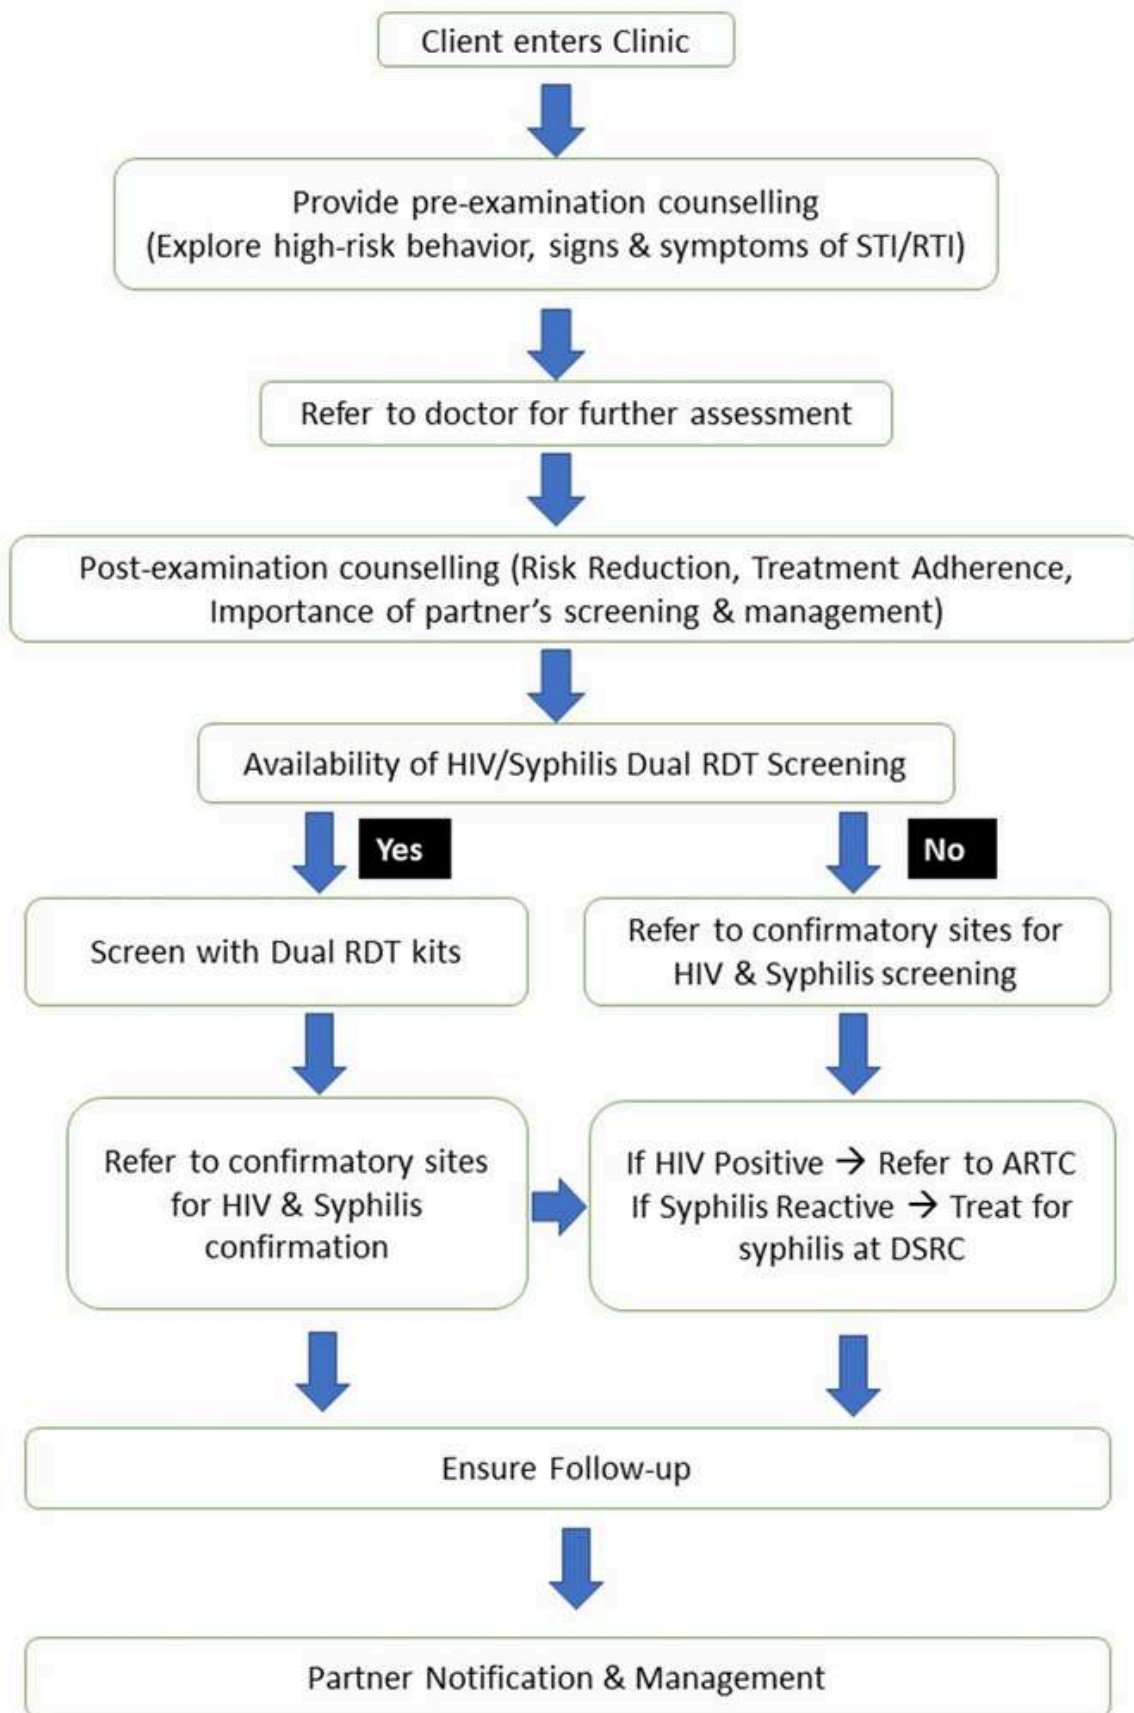 Client enters Clinic
Provide pre-examination counselling
(Explore high-risk behavior, signs & symptoms of STI/RTI)
Refer to doctor for further assessment
Post-examination counselling (Risk Reduction, Treatment Adherence,
Importance of partner’s screening & management)
Availability of HIV/Syphilis Dual RDT Screening
Yes
No
Screen with Dual RDT kits
Refer to confirmatory sites for
HIV & Syphilis screening
Refer to confirmatory sites
for HIV & Syphilis
confirmation
If HIV Positive → Refer to ARTC
If Syphilis Reactive → Treat for
syphilis at DSRC
Ensure Follow-up
Partner Notification & Management